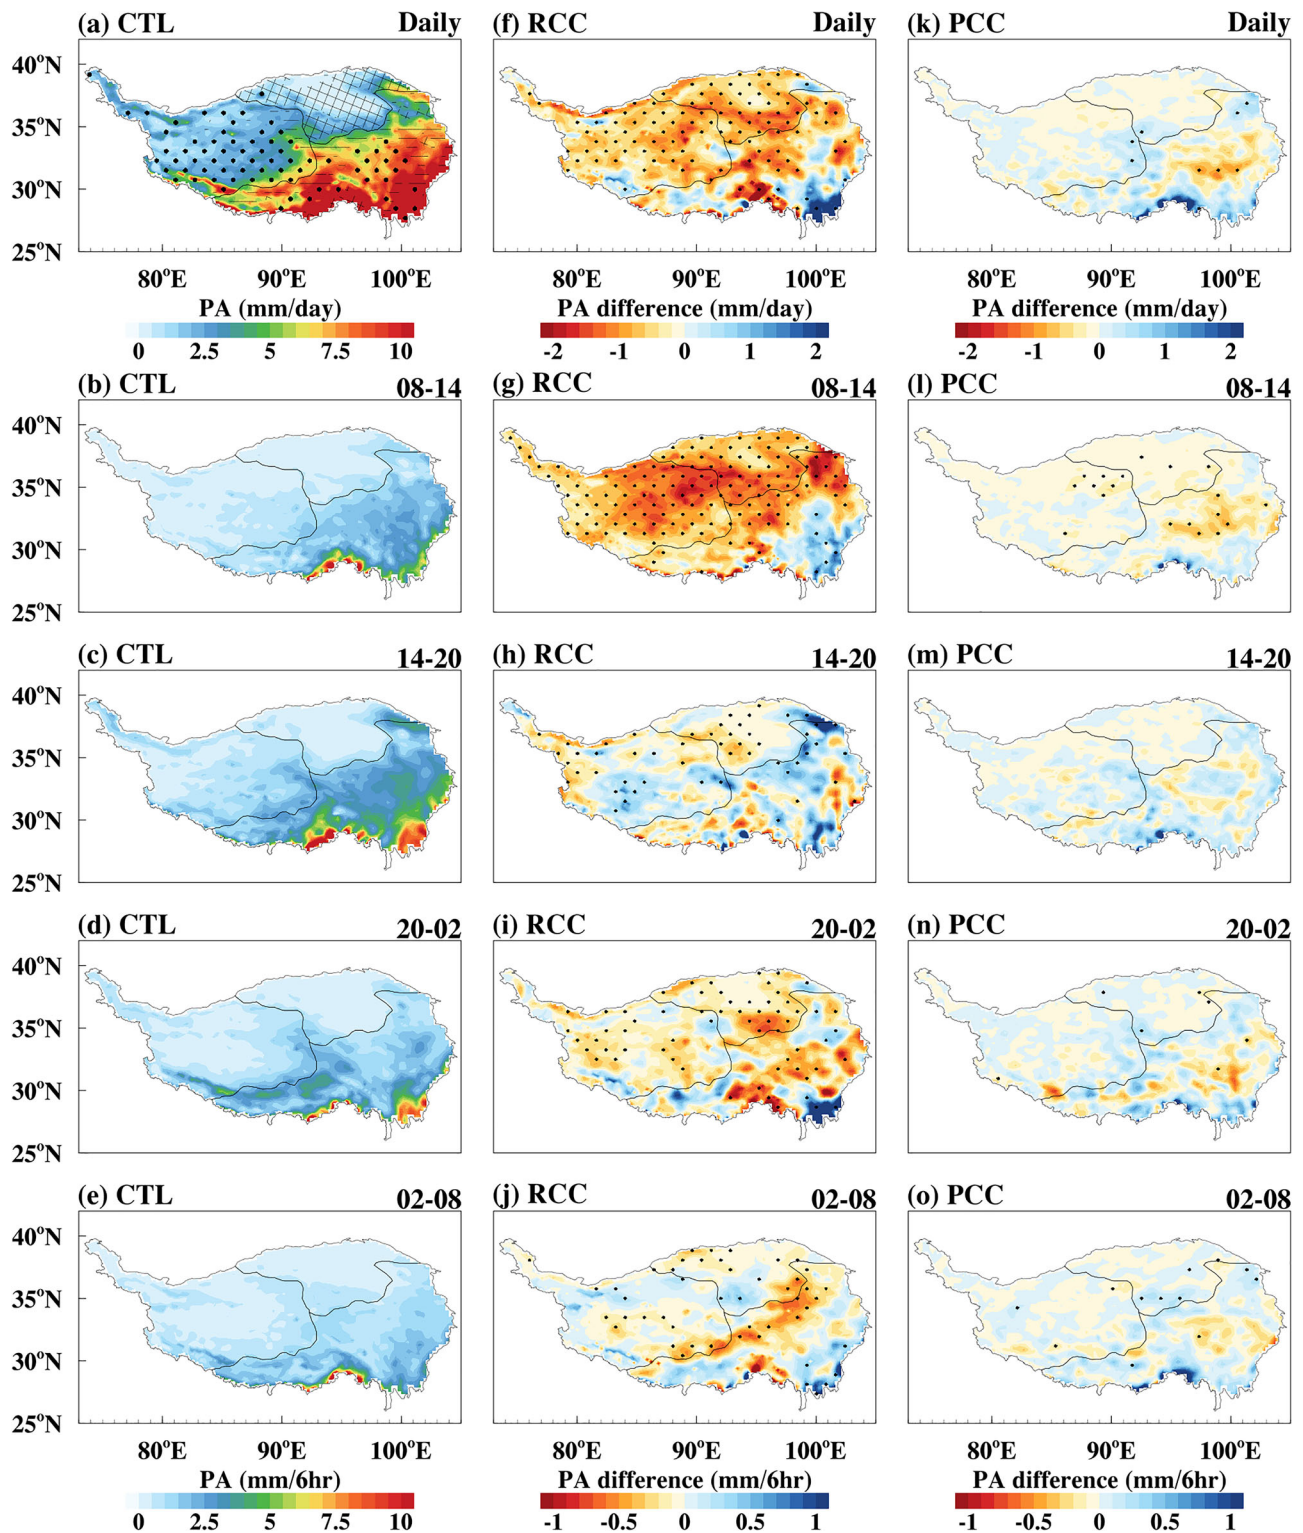 (a) CTL Daily (f) RCC Daily (k) PCC Daily
40°N
35°N
30°N
25°N
80°E 90°E 100°E 80°E 90°E 100°E 80°E 90°E 100°E
PA (mm/day) PA difference (mm/day) PA difference (mm/day)
0 2.5 5 7.5 10 -2 -1 0 1 2 -2 -1 0 1 2
(b) CTL 08-14 (g) RCC 08-14 (l) PCC 08-14
40°N
35°N
30°N
25°N
(c) CTL 14-20 (h) RCC 14-20 (m) PCC 14-20
40°N
35°N
30°N
25°N
(d) CTL 20-02 (i) RCC 20-02 (n) PCC 20-02
40°N
35°N
30°N
25°N
(e) CTL 02-08 (j) RCC 02-08 (o) PCC 02-08
40°N
35°N
30°N
25°N
80°E 90°E 100°E 80°E 90°E 100°E 80°E 90°E 100°E
PA (mm/6hr) PA difference (mm/6hr) PA difference (mm/6hr)
0 2.5 5 7.5 10 -1 -0.5 0 0.5 1 -1 -0.5 0 0.5 1